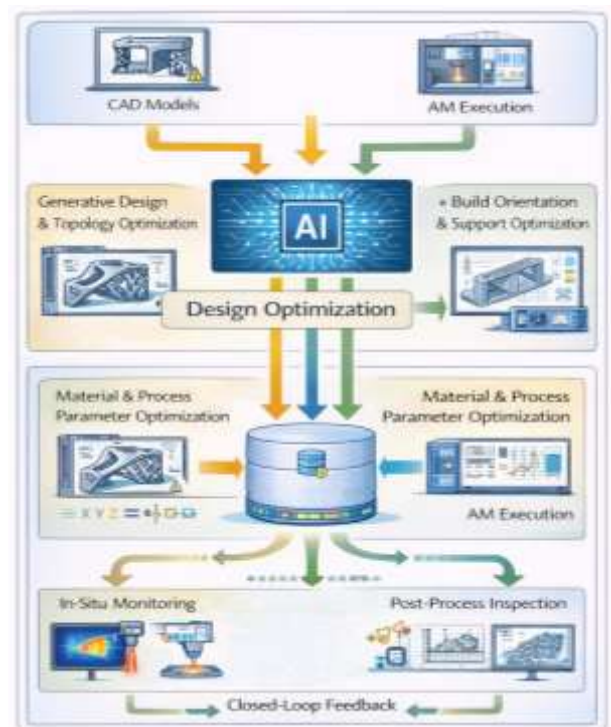 CAD Models
AM Execution
Generative Design
& Topology Optimization
+ Build Orientation
& Support Optimization
AI
Design Optimization
Material & Process
Parameter Optimization
Material & Process
Parameter Optimization
AM Execution
In-Situ Monitoring
Post-Process Inspection
Closed-Loop Feedback